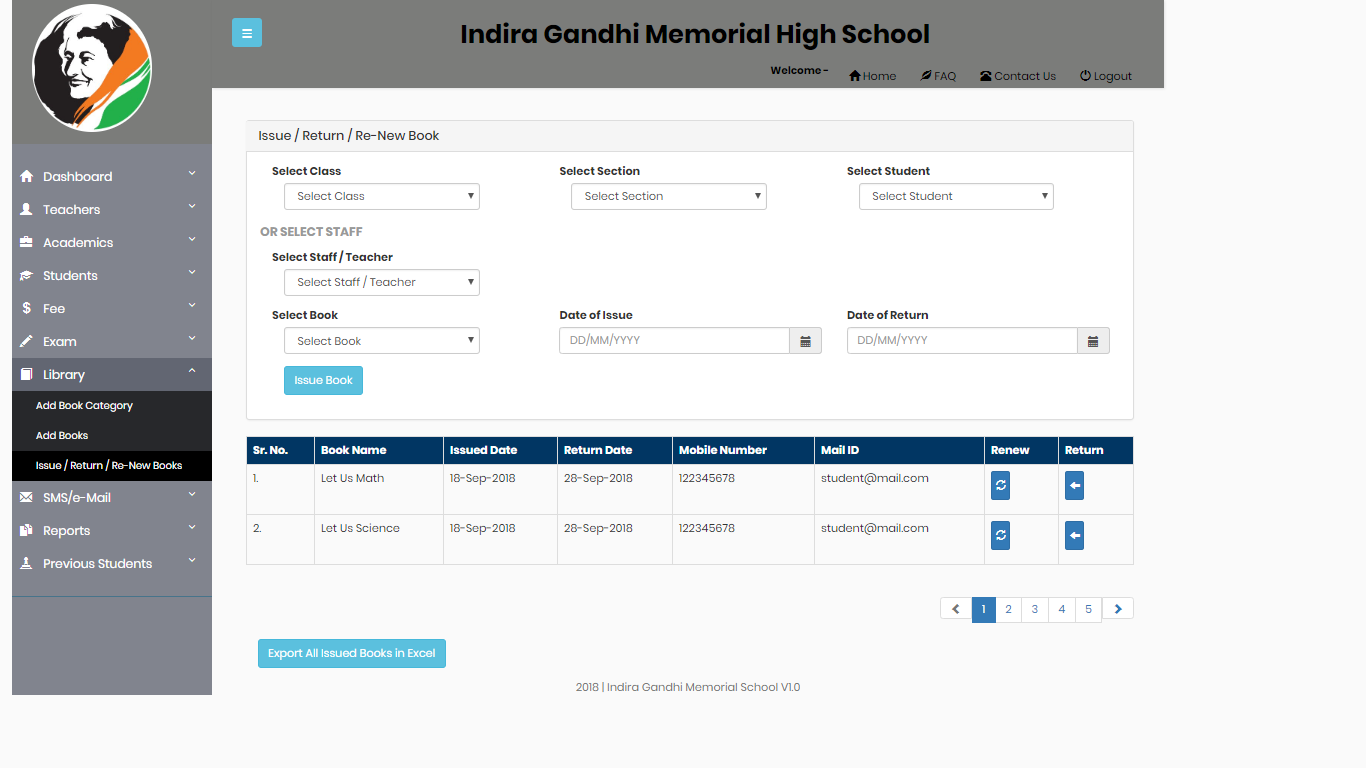 Indira Gandhi Memorial High School
Welcome -
Home
FAQ
Contact Us
Logout
Dashboard
Teachers
Academics
Students
Fee
Exam
Library
Add Book Category
Add Books
Issue / Return / Re-New Books
SMS/e-Mail
Reports
Previous Students
Issue / Return / Re-New Book
Select Class Select Section Select Student
Select Class Select Section Select Student
OR SELECT STAFF
Select Staff / Teacher
Select Staff / Teacher
Select Book Date of Issue Date of Return
Select Book DD/MM/YYYY DD/MM/YYYY
Issue Book
Sr. No. Book Name Issued Date Return Date Mobile Number Mail ID Renew Return
1. Let Us Math 18-Sep-2018 28-Sep-2018 122345678 student@mail.com
2. Let Us Science 18-Sep-2018 28-Sep-2018 122345678 student@mail.com
1 2 3 4 5
Export All Issued Books in Excel
2018 | Indira Gandhi Memorial School V1.0